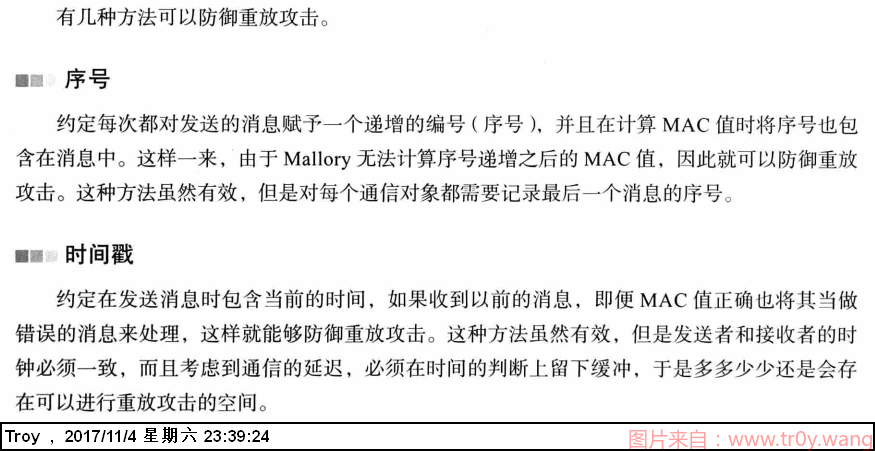 有几种方法可以防御重放攻击。
序号
约定每次都对发送的消息赋予一个递增的编号（序号），并且在计算 MAC 值时将序号也包
含在消息中。这样一来，由于 Mallory 无法计算序号递增之后的 MAC 值，因此就可以防御重放
攻击。这种方法虽然有效，但是对每个通信对象都需要记录最后一个消息的序号。
时间戳
约定在发送消息时包含当前的时间，如果收到以前的消息，即便 MAC 值正确也将其当做
错误的消息来处理，这样就能够防御重放攻击。这种方法虽然有效，但是发送者和接收者的时
钟必须一致，而且考虑到通信的延迟，必须在时间的判断上留下缓冲，于是多多少少还是会存
在可以进行重放攻击的空间。
Troy , 2017/11/4 星期六 23:39:24
图片来自：www.tr0y.wang